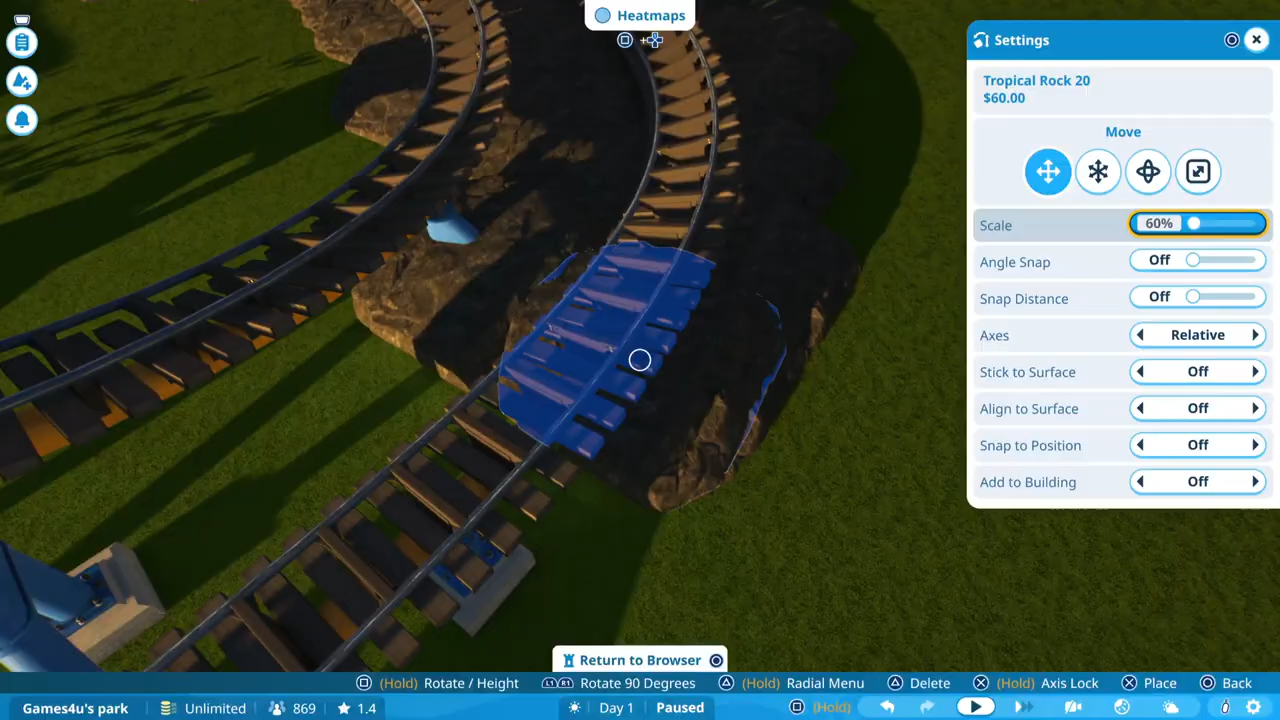 Heatmaps
Settings
Tropical Rock 20
$60.00
Move
Scale
60%
Angle Snap
Off
Snap Distance
Off
Axes
Relative
Stick to Surface
Off
Align to Surface
Off
Snap to Position
Off
Add to Building
Off
Return to Browser
(Hold) Rotate / Height
L1 R1 Rotate 90 Degrees
(Hold) Radial Menu
Delete
(Hold) Axis Lock
Place
Back
Games4u's park
Unlimited
869
1.4
Day 1
Paused
(Hold)